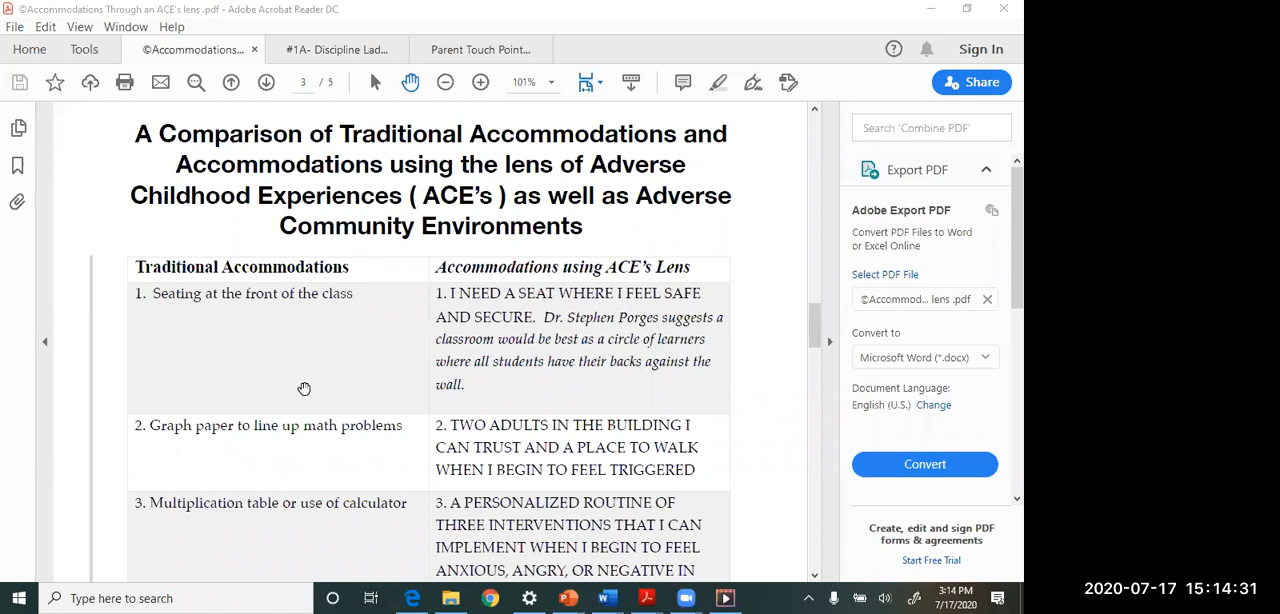 ©Accommodations Through an ACE's lens .pdf - Adobe Acrobat Reader DC
File Edit View Window Help
Home Tools ©Accommodations... × #1A- Discipline Lad... Parent Touch Point... Sign In
3 / 5 101% Share
A Comparison of Traditional Accommodations and
Accommodations using the lens of Adverse
Childhood Experiences ( ACE's ) as well as Adverse
Community Environments
Traditional Accommodations
Accommodations using ACE's Lens
1. Seating at the front of the class
1. I NEED A SEAT WHERE I FEEL SAFE
AND SECURE. Dr. Stephen Porges suggests a
classroom would be best as a circle of learners
where all students have their backs against the
wall.
2. Graph paper to line up math problems
2. TWO ADULTS IN THE BUILDING I
CAN TRUST AND A PLACE TO WALK
WHEN I BEGIN TO FEEL TRIGGERED
3. Multiplication table or use of calculator
3. A PERSONALIZED ROUTINE OF
THREE INTERVENTIONS THAT I CAN
IMPLEMENT WHEN I BEGIN TO FEEL
ANXIOUS, ANGRY, OR NEGATIVE IN
Search 'Combine PDF'
Export PDF
Adobe Export PDF
Convert PDF Files to Word
or Excel Online
Select PDF File
©Accommod... lens .pdf
Convert to
Microsoft Word (*.docx)
Document Language:
English (U.S.) Change
Convert
Create, edit and sign PDF
forms & agreements
Start Free Trial
Type here to search
3:14 PM
7/17/2020
2020-07-17 15:14:31